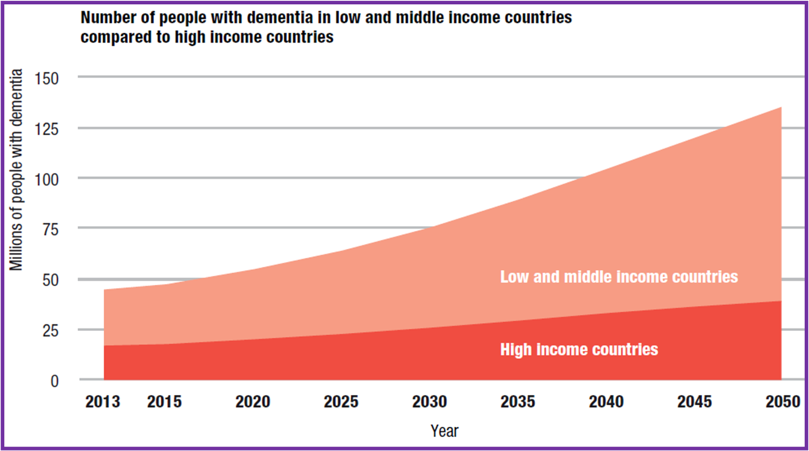 Number of people with dementia in low and middle income countries
compared to high income countries
Millions of people with dementia
150
125
100
75
50
25
0
Low and middle income countries
High income countries
2013 2015 2020 2025 2030 2035 2040 2045 2050
Year